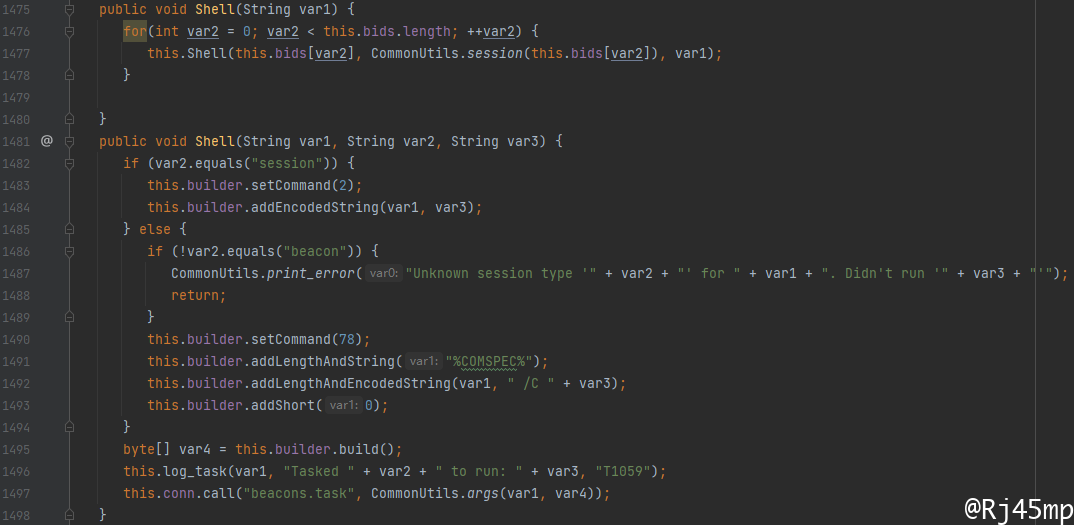 1475 public void Shell(String var1) {
1476 for(int var2 = 0; var2 < this.bids.length; ++var2) {
1477 this.Shell(this.bids[var2], CommonUtils.session(this.bids[var2]), var1);
1478 }
1479
1480 }
1481 @ public void Shell(String var1, String var2, String var3) {
1482 if (var2.equals("session")) {
1483 this.builder.setCommand(2);
1484 this.builder.addEncodedString(var1, var3);
1485 } else {
1486 if (!var2.equals("beacon")) {
1487 CommonUtils.print_error( var0: "Unknown session type '" + var2 + "' for " + var1 + ". Didn't run '" + var3 + "'");
1488 return;
1489 }
1490 this.builder.setCommand(78);
1491 this.builder.addLengthAndString( var1: "%COMSPEC%");
1492 this.builder.addLengthAndEncodedString(var1, " /C " + var3);
1493 this.builder.addShort( var1: 0);
1494 }
1495 byte[] var4 = this.builder.build();
1496 this.log_task(var1, "Tasked " + var2 + " to run: " + var3, "T1059");
1497 this.conn.call("beacons.task", CommonUtils.args(var1, var4));
1498 }
@Rj45mp